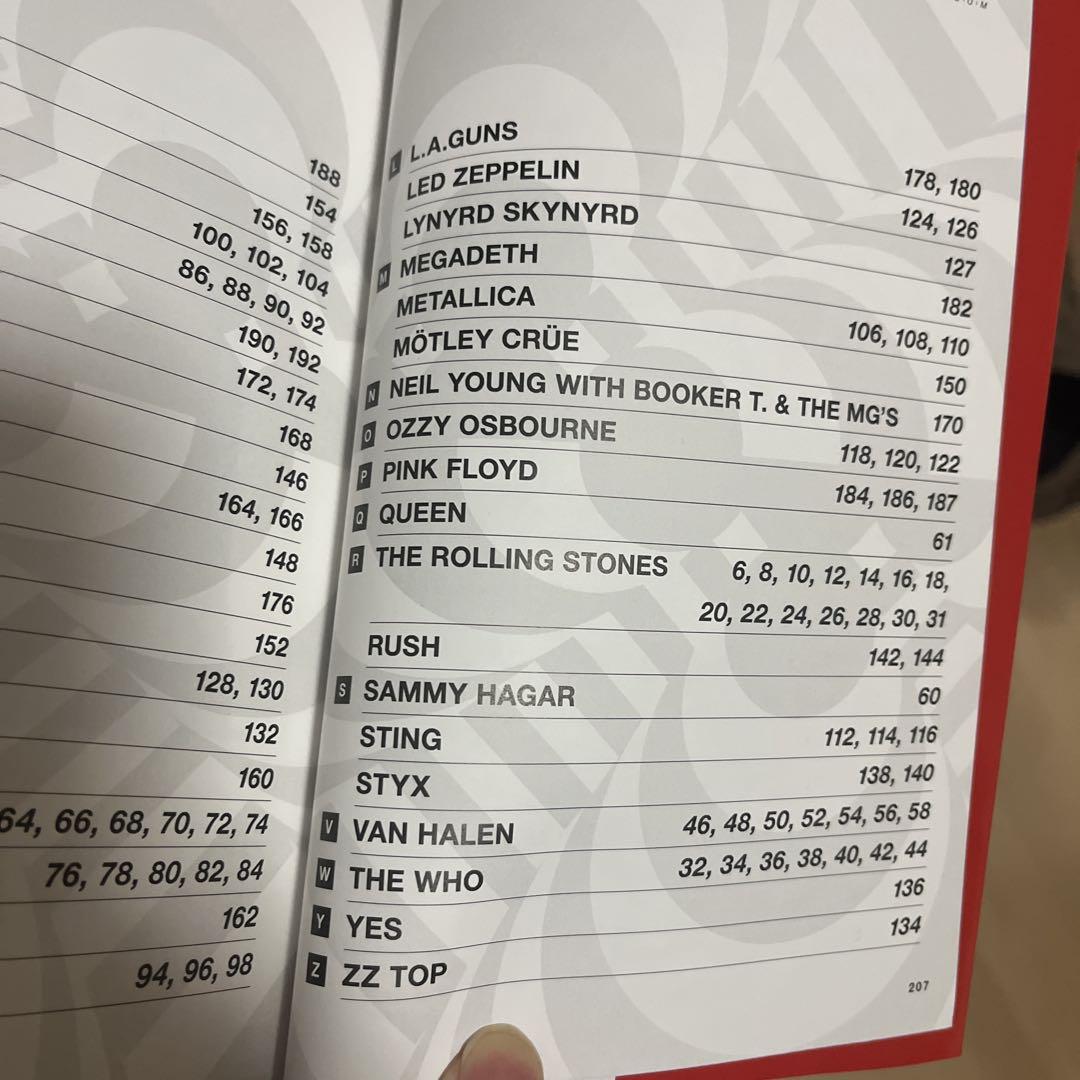 188
154
156, 158
100, 102, 104
86, 88, 90, 92
190, 192
172, 174
168
146
164, 166
148
176
152
128, 130
132
160
64, 66, 68, 70, 72, 74
76, 78, 80, 82, 84
162
94, 96, 98
L L.A.GUNS 178, 180
LED ZEPPELIN 124, 126
LYNYRD SKYNYRD 127
M MEGADETH 182
METALLICA 106, 108, 110
MÖTLEY CRÜE 150
N NEIL YOUNG WITH BOOKER T. & THE MG'S 170
O OZZY OSBOURNE 118, 120, 122
P PINK FLOYD 184, 186, 187
Q QUEEN 61
R THE ROLLING STONES 6, 8, 10, 12, 14, 16, 18,
20, 22, 24, 26, 28, 30, 31
RUSH 142, 144
S SAMMY HAGAR 60
STING 112, 114, 116
STYX 138, 140
V VAN HALEN 46, 48, 50, 52, 54, 56, 58
W THE WHO 32, 34, 36, 38, 40, 42, 44
Y YES 136
Z ZZ TOP 134
207